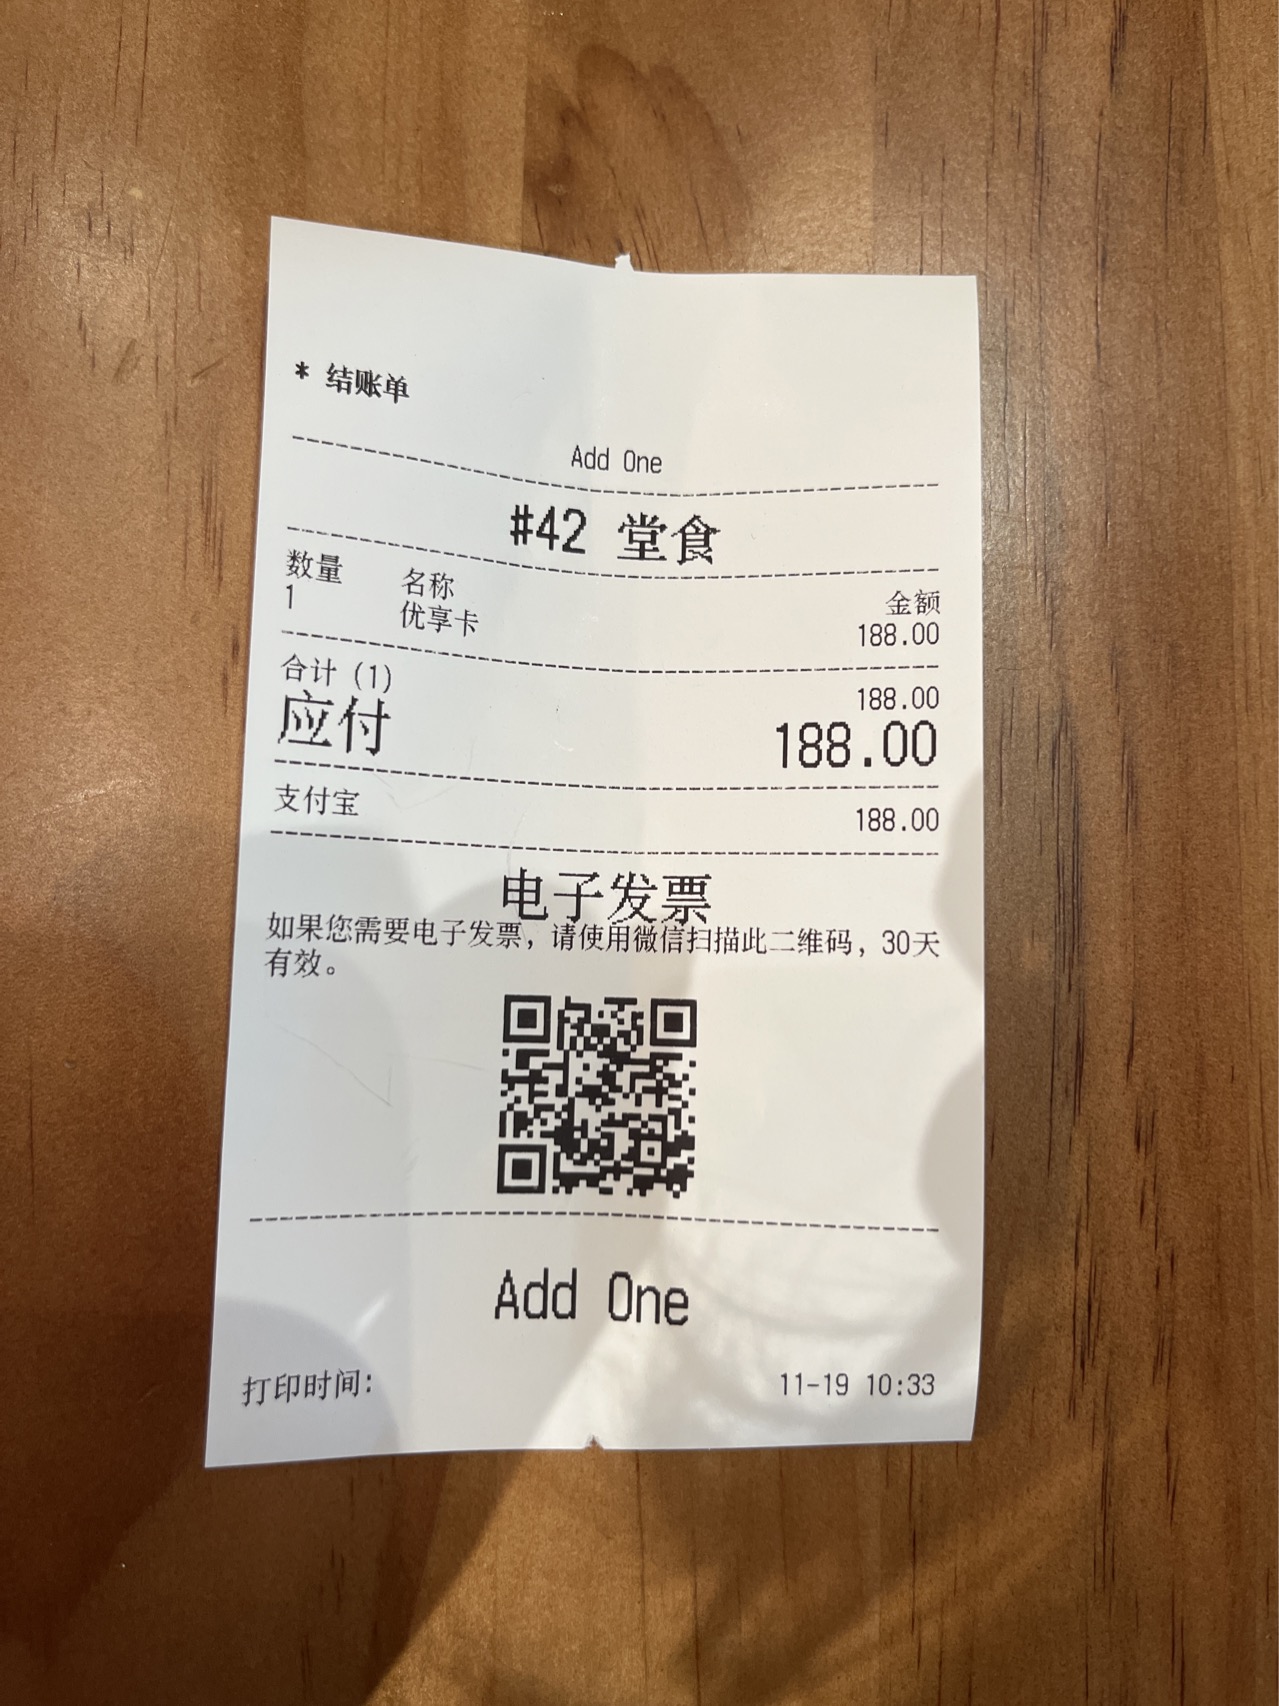 * 结账单
Add One
#42 堂食
数量 名称 金额
1 优享卡 188.00
合计 (1) 188.00
应付 188.00
支付宝 188.00
电子发票
如果您需要电子发票，请使用微信扫描此二维码，30天
有效。
Add One
打印时间: 11-19 10:33